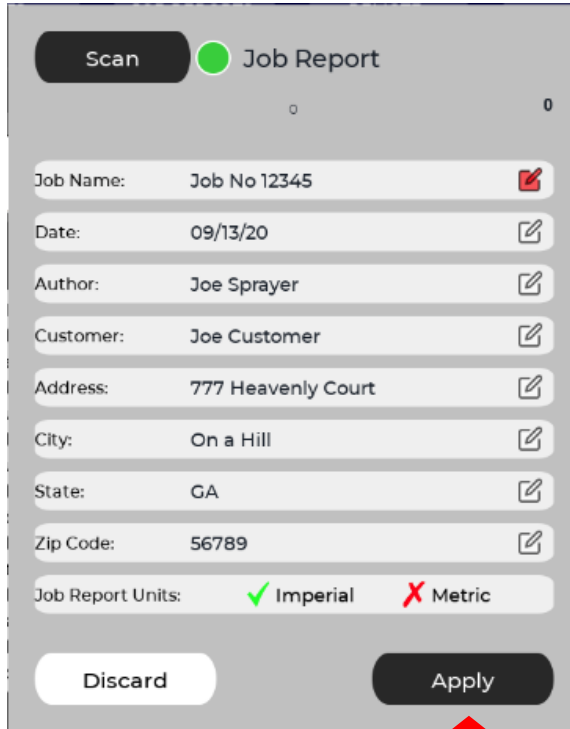 Scan Job Report
0 0
Job Name: Job No 12345
Date: 09/13/20
Author: Joe Sprayer
Customer: Joe Customer
Address: 777 Heavenly Court
City: On a Hill
State: GA
Zip Code: 56789
Job Report Units: Imperial Metric
Discard Apply